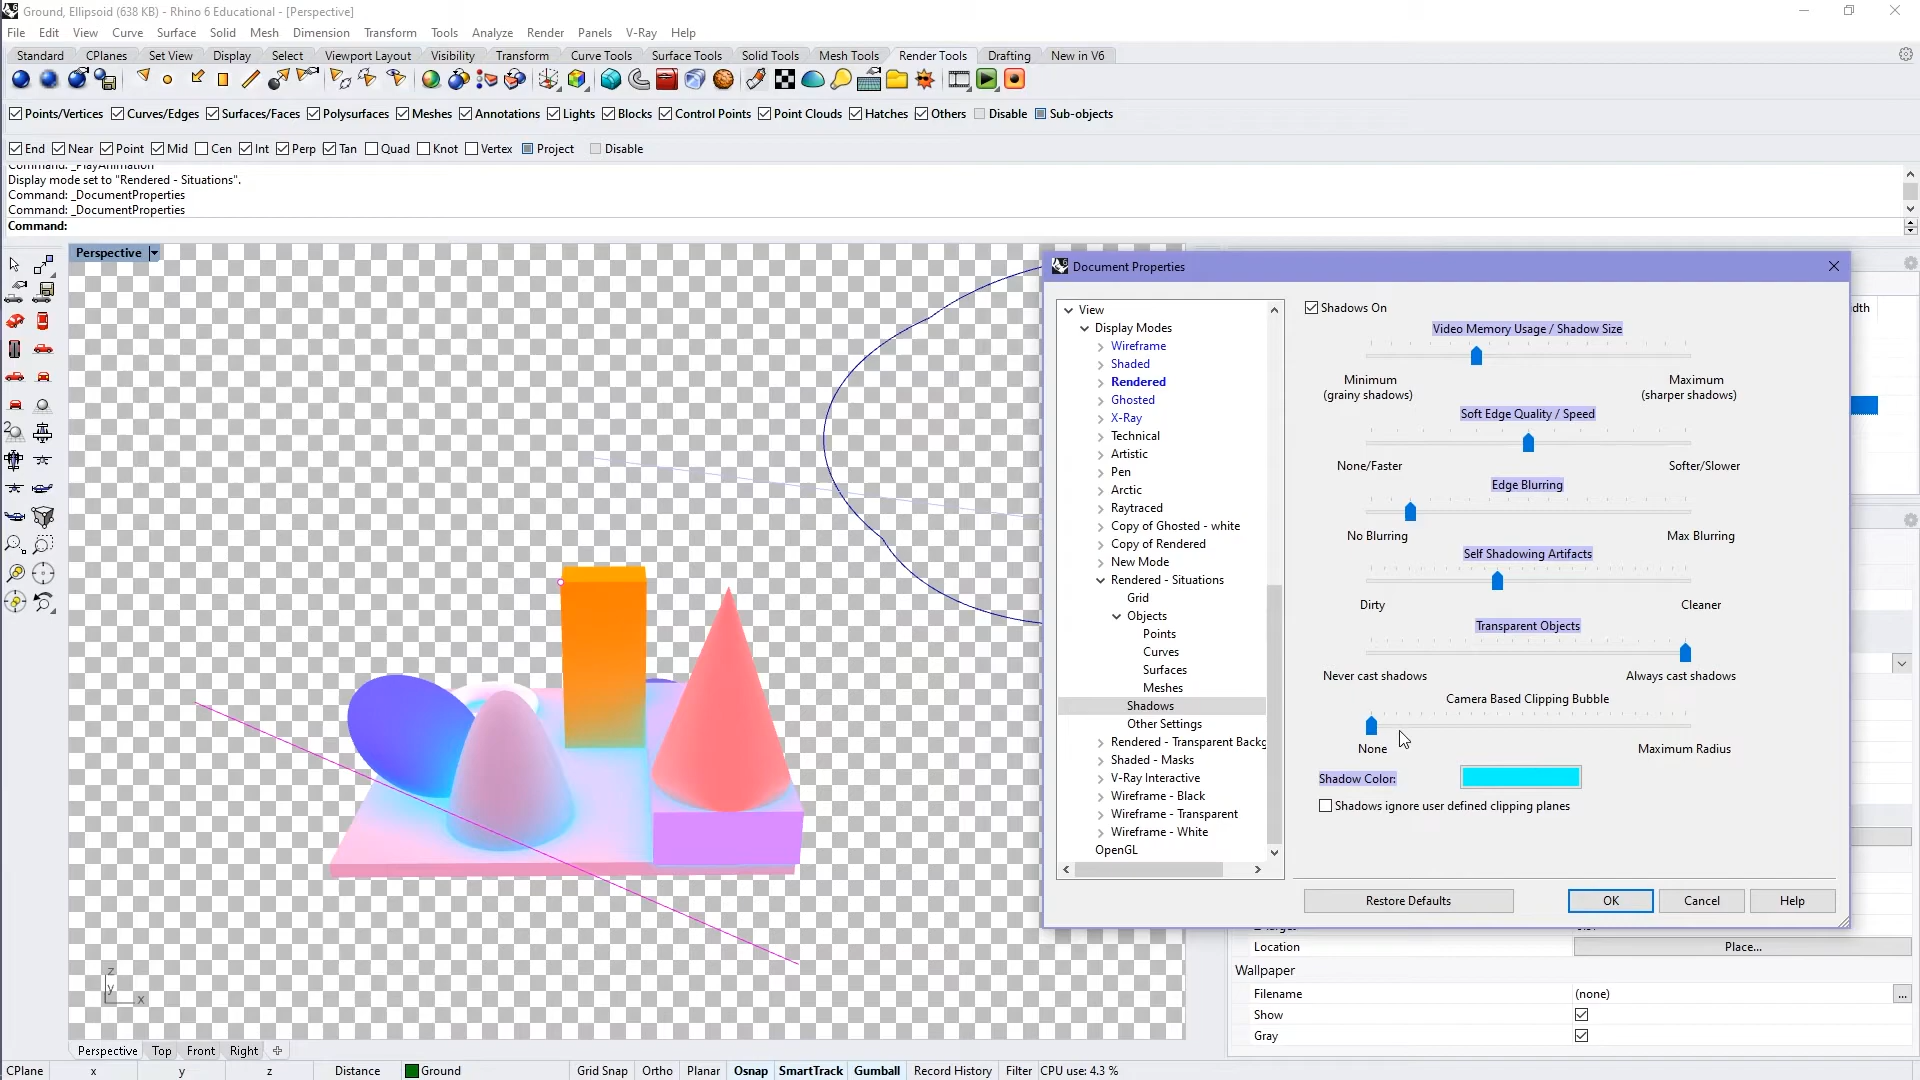 Ground, Ellipsoid (638 KB) - Rhino 6 Educational - [Perspective]
File Edit View Curve Surface Solid Mesh Dimension Transform Tools Analyze Render Panels V-Ray Help
Standard CPlanes Set View Display Select Viewport Layout Visibility Transform Curve Tools Surface Tools Solid Tools Mesh Tools Render Tools Drafting New in V6
Points/Vertices Curves/Edges Surfaces/Faces Polysurfaces Meshes Annotations Lights Blocks Control Points Point Clouds Hatches Others Disable Sub-objects
End Near Point Mid Cen Int Perp Tan Quad Knot Vertex Project Disable
Command: _PlayAnimation
Display mode set to "Rendered - Situations".
Command: _DocumentProperties
Command: _DocumentProperties
Command:
Perspective
Document Properties
View
Display Modes
Wireframe
Shaded
Rendered
Ghosted
X-Ray
Technical
Artistic
Pen
Arctic
Raytraced
Copy of Ghosted - white
Copy of Rendered
New Mode
Rendered - Situations
Grid
Objects
Points
Curves
Surfaces
Meshes
Shadows
Other Settings
Rendered - Transparent Backg
Shaded - Masks
V-Ray Interactive
Wireframe - Black
Wireframe - Transparent
Wireframe - White
OpenGL
Shadows On
Video Memory Usage / Shadow Size
Minimum Maximum
(grainy shadows) (sharper shadows)
Soft Edge Quality / Speed
None/Faster Softer/Slower
Edge Blurring
No Blurring Max Blurring
Self Shadowing Artifacts
Dirty Cleaner
Transparent Objects
Never cast shadows Always cast shadows
Camera Based Clipping Bubble
None Maximum Radius
Shadow Color:
Shadows ignore user defined clipping planes
Restore Defaults OK Cancel Help
dth
Location Place...
Wallpaper
Filename (none) ...
Show
Gray
z
y
x
2
Perspective Top Front Right
CPlane x y z Distance Ground Grid Snap Ortho Planar Osnap SmartTrack Gumball Record History Filter CPU use: 4.3 %